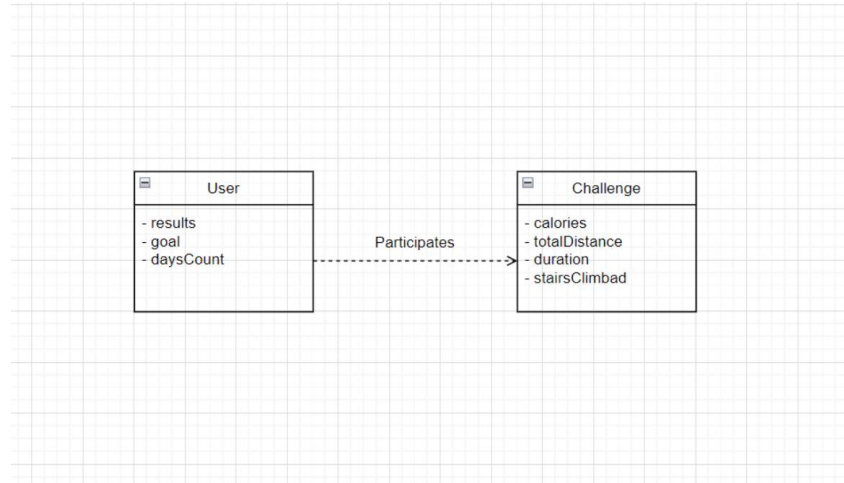 User
- results
- goal
- daysCount
Participates
Challenge
- calories
- totalDistance
- duration
- stairsClimbad